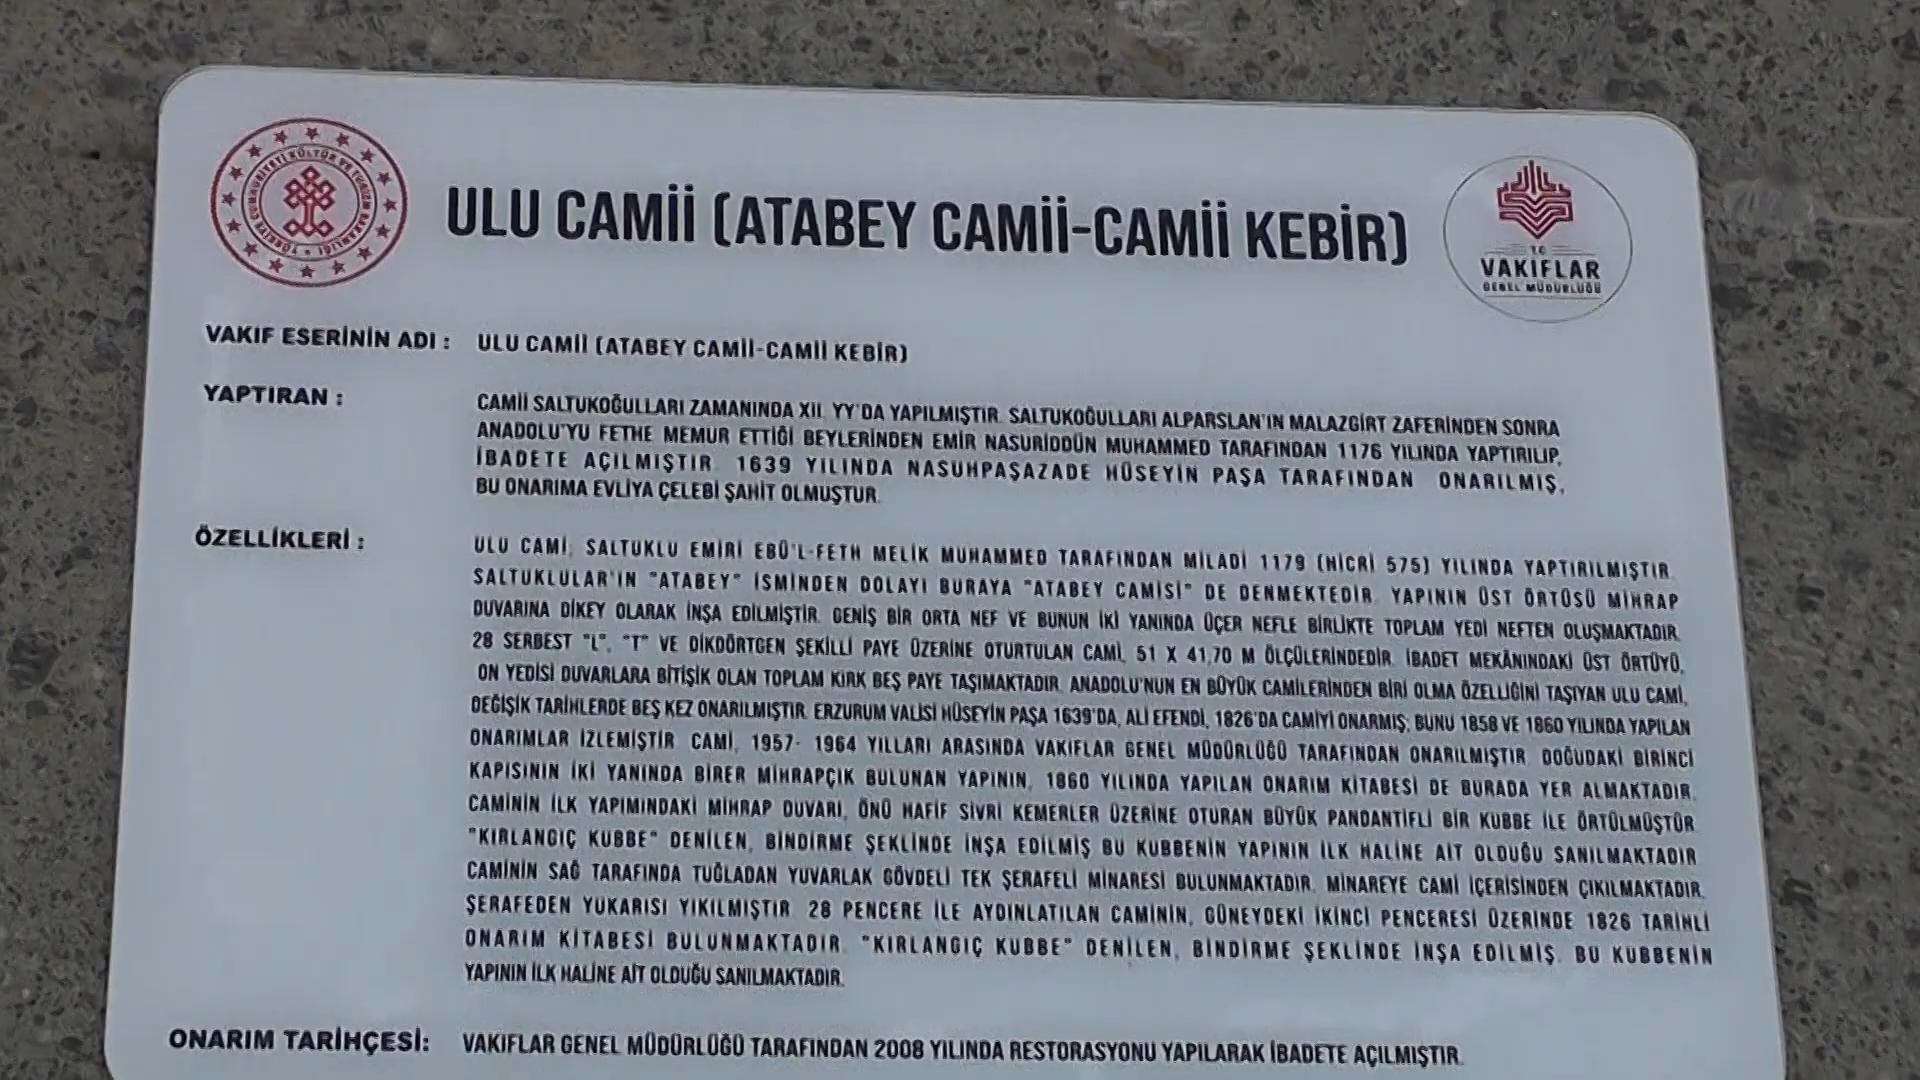 TÜRKİYE CUMHURİYETİ KÜLTÜR VE TURİZM BAKANLIĞI
ULU CAMİİ (ATABEY CAMİİ-CAMİİ KEBİR)
T.C.
VAKIFLAR
GENEL MÜDÜRLÜĞÜ
VAKIF ESERİNİN ADI : ULU CAMİİ (ATABEY CAMİİ-CAMİİ KEBİR)
YAPTIRAN : CAMİİ SALTUKOĞULLARI ZAMANINDA XII. YY'DA YAPILMIŞTIR. SALTUKOĞULLARI ALPARSLAN'IN MALAZGİRT ZAFERİNDEN SONRA
ANADOLU'YU FETHE MEMUR ETTİĞİ BEYLERİNDEN EMİR NASURİDDÜN MUHAMMED TARAFINDAN 1176 YILINDA YAPTIRILIP,
İBADETE AÇILMIŞTIR. 1639 YILINDA NASUHPAŞAZADE HÜSEYİN PAŞA TARAFINDAN ONARILMIŞ,
BU ONARIMA EVLİYA ÇELEBİ ŞAHİT OLMUŞTUR.
ÖZELLİKLERİ : ULU CAMİ; SALTUKLU EMİRİ EBÜ'L-FETH MELİK MUHAMMED TARAFINDAN MİLADİ 1179 (HİCRİ 575) YILINDA YAPTIRILMIŞTIR.
SALTUKLULAR'IN "ATABEY" İSMİNDEN DOLAYI BURAYA "ATABEY CAMİSİ" DE DENMEKTEDİR. YAPININ ÜST ÖRTÜSÜ MİHRAP
DUVARINA DİKEY OLARAK İNŞA EDİLMİŞTİR. GENİŞ BİR ORTA NEF VE BUNUN İKİ YANINDA ÜÇER NEFLE BİRLİKTE TOPLAM YEDİ NEFTEN OLUŞMAKTADIR.
28 SERBEST "L", "T" VE DİKDÖRTGEN ŞEKİLLİ PAYE ÜZERİNE OTURTULAN CAMİ, 51 X 41,70 M ÖLÇÜLERİNDEDİR. İBADET MEKÂNINDAKİ ÜST ÖRTÜYÜ,
ON YEDİSİ DUVARLARA BİTİŞİK OLAN TOPLAM KIRK BEŞ PAYE TAŞIMAKTADIR. ANADOLU'NUN EN BÜYÜK CAMİLERİNDEN BİRİ OLMA ÖZELLİĞİNİ TAŞIYAN ULU CAMİ,
DEĞİŞİK TARİHLERDE BEŞ KEZ ONARILMIŞTIR. ERZURUM VALİSİ HÜSEYİN PAŞA 1639'DA, ALİ EFENDİ, 1826'DA CAMİYİ ONARMIŞ; BUNU 1858 VE 1860 YILINDA YAPILAN
ONARIMLAR İZLEMİŞTİR. CAMİ, 1957- 1964 YILLARI ARASINDA VAKIFLAR GENEL MÜDÜRLÜĞÜ TARAFINDAN ONARILMIŞTIR. DOĞUDAKİ BİRİNCİ
KAPISININ İKİ YANINDA BİRER MİHRAPÇIK BULUNAN YAPININ, 1860 YILINDA YAPILAN ONARIM KİTABESİ DE BURADA YER ALMAKTADIR.
CAMİNİN İLK YAPIMINDAKİ MİHRAP DUVARI, ÖNÜ HAFİF SİVRİ KEMERLER ÜZERİNE OTURAN BÜYÜK PANDANTİFLİ BİR KUBBE İLE ÖRTÜLMÜŞTÜR.
"KIRLANGIÇ KUBBE" DENİLEN, BİNDİRME ŞEKLİNDE İNŞA EDİLMİŞ BU KUBBENİN YAPININ İLK HALİNE AİT OLDUĞU SANILMAKTADIR
CAMİNİN SAĞ TARAFINDA TUĞLADAN YUVARLAK GÖVDELİ TEK ŞERAFELİ MİNARESİ BULUNMAKTADIR. MİNAREYE CAMİ İÇERİSİNDEN ÇIKILMAKTADIR.
ŞERAFEDEN YUKARISI YIKILMIŞTIR. 28 PENCERE İLE AYDINLATILAN CAMİNİN, GÜNEYDEKİ İKİNCİ PENCERESİ ÜZERİNDE 1826 TARİHLİ
ONARIM KİTABESİ BULUNMAKTADIR. "KIRLANGIÇ KUBBE" DENİLEN, BİNDİRME ŞEKLİNDE İNŞA EDİLMİŞ. BU KUBBENİN
YAPININ İLK HALİNE AİT OLDUĞU SANILMAKTADIR.
ONARIM TARİHÇESİ: VAKIFLAR GENEL MÜDÜRLÜĞÜ TARAFINDAN 2008 YILINDA RESTORASYONU YAPILARAK İBADETE AÇILMIŞTIR.